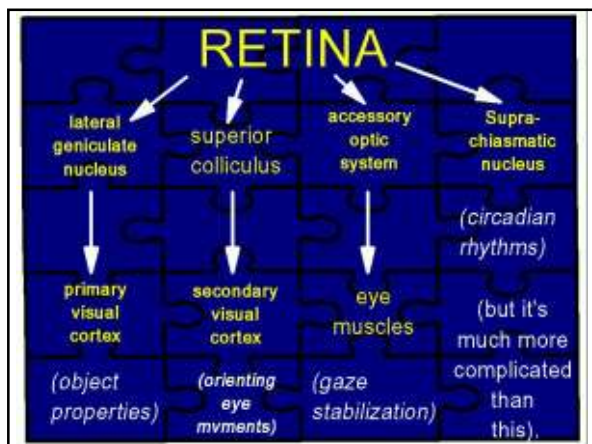 RETINA
lateral
geniculate
nucleus
superior
colliculus
accessory
optic
system
Supra-
chiasmatic
nucleus
(circadian
rhythms)
primary
visual
cortex
secondary
visual
cortex
eye
muscles
(object
properties)
(orienting
eye
mvments)
(gaze
stabilization)
(but it's
much more
complicated
than
this).